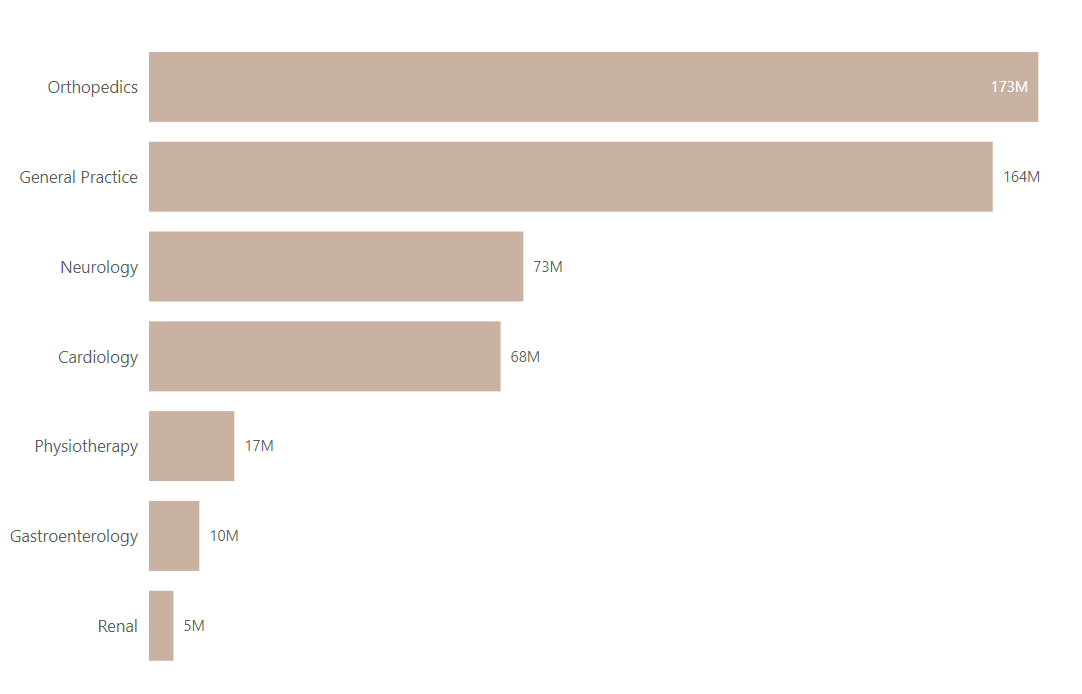 Orthopedics 173M
General Practice 164M
Neurology 73M
Cardiology 68M
Physiotherapy 17M
Gastroenterology 10M
Renal 5M